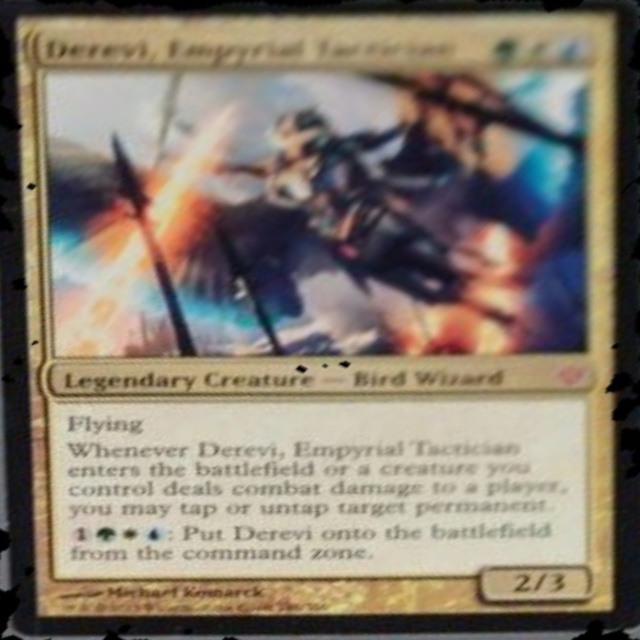 Derevi, Empyrial Tactician
Legendary Creature — Bird Wizard
Flying
Whenever Derevi, Empyrial Tactician
enters the battlefield or a creature you
control deals combat damage to a player,
you may tap or untap target permanent.
1 : Put Derevi onto the battlefield
from the command zone.
Michael Komarck
2/3